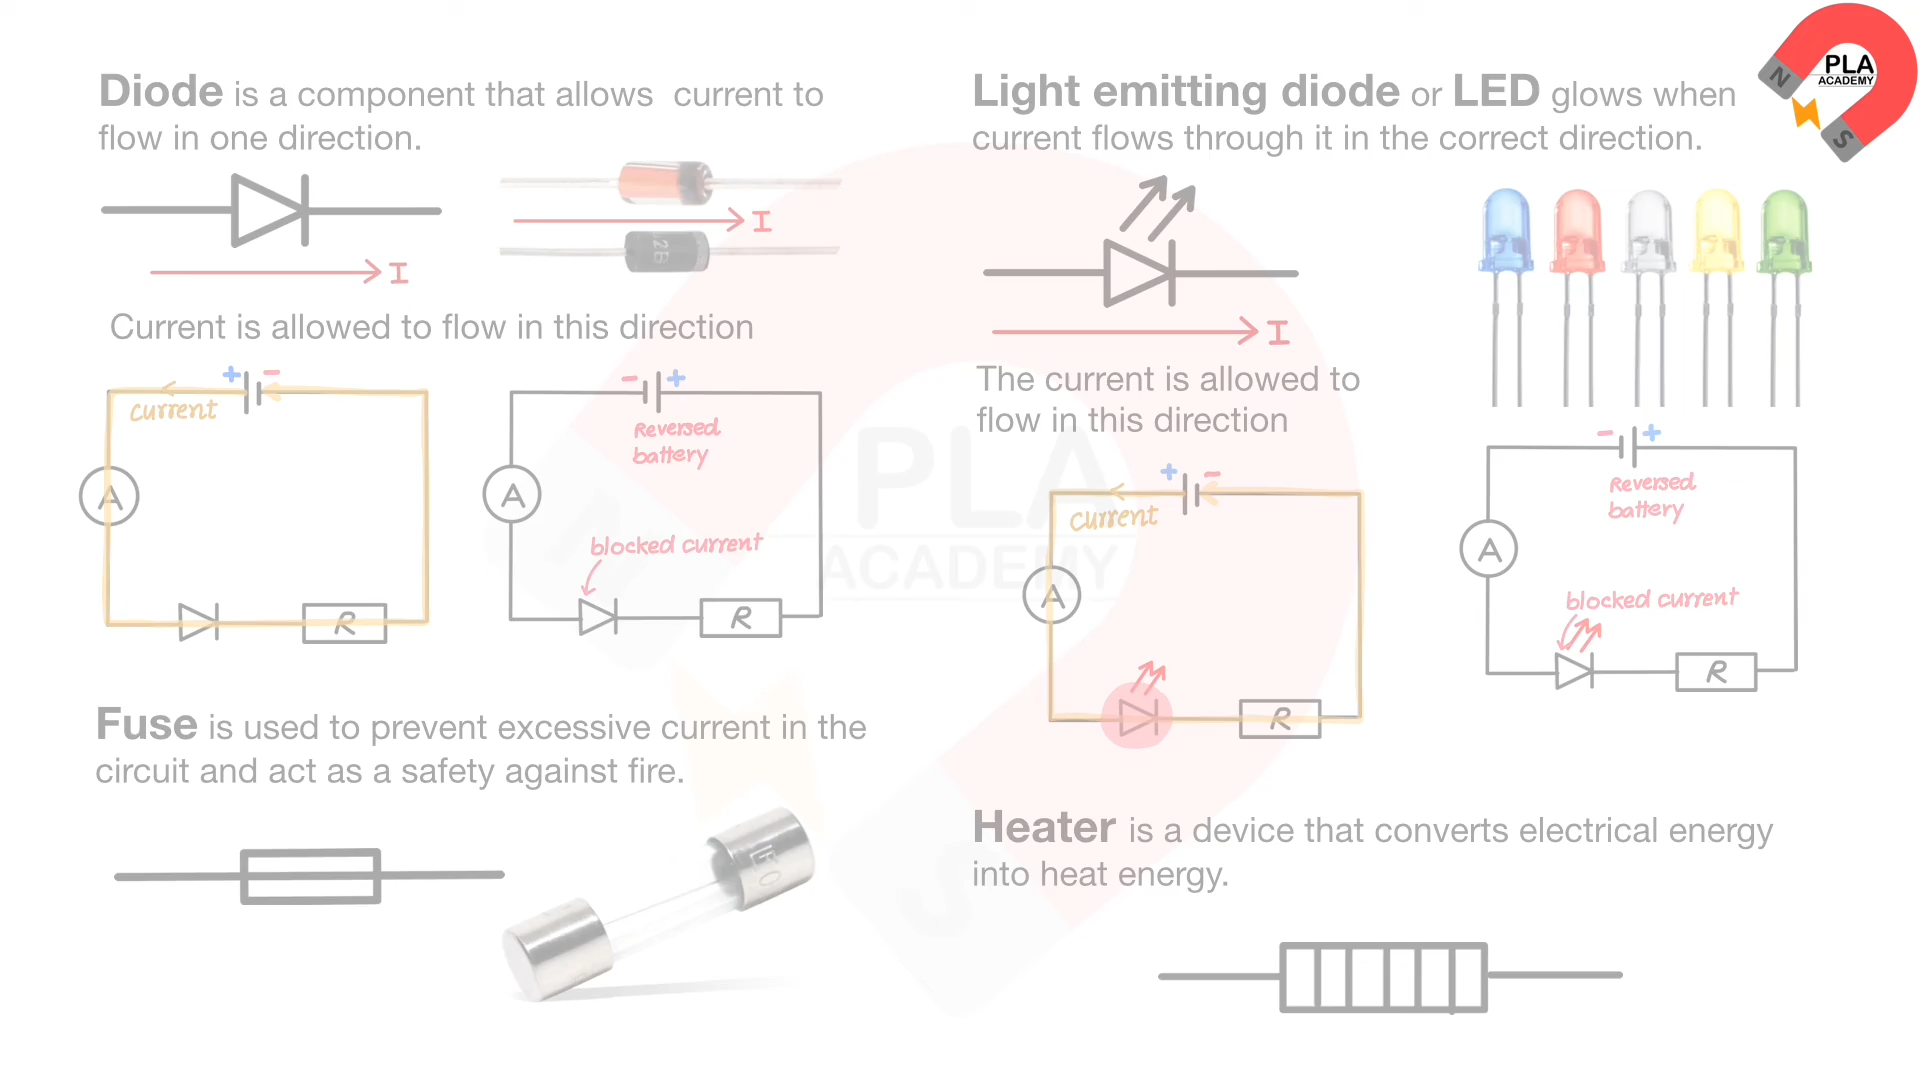 Diode is a component that allows current to
flow in one direction.
I
2B
I
Current is allowed to flow in this direction
+ -
current
A
R
- +
Reversed
battery
A
blocked current
R
Fuse is used to prevent excessive current in the
circuit and act as a safety against fire.
Light emitting diode or LED glows when
current flows through it in the correct direction.
I
The current is allowed to
flow in this direction
+ -
current
A
R
- +
Reversed
battery
A
blocked current
R
Heater is a device that converts electrical energy
into heat energy.
PLA
ACADEMY
N
S
PLA
ACADEMY
N
S